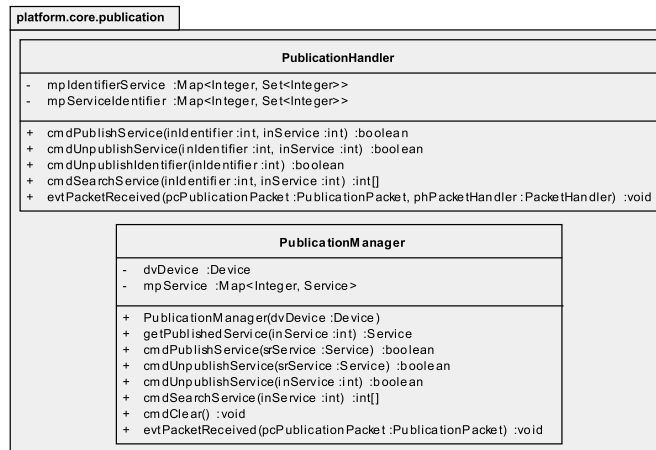 platform.core.publication
PublicationHandler
- mpIdentifierService :Map<Integer, Set<Integer>>
- mpServiceIdentifier :Map<Integer, Set<Integer>>
+ cmdPublishService(inIdentifier :int, inService :int) :boolean
+ cmdUnpublishService(inIdentifier :int, inService :int) :boolean
+ cmdUnpublishIdentifier(inIdentifier :int) :boolean
+ cmdSearchService(inIdentifier :int, inService :int) :int[]
+ evtPacketReceived(pcPublicationPacket :PublicationPacket, phPacketHandler :PacketHandler) :void
PublicationManager
- dvDevice :Device
- mpService :Map<Integer, Service>
+ PublicationManager(dvDevice :Device)
+ getPublishedService(inService :int) :Service
+ cmdPublishService(srService :Service) :boolean
+ cmdUnpublishService(srService :Service) :boolean
+ cmdUnpublishService(inService :int) :boolean
+ cmdSearchService(inService :int) :int[]
+ cmdClear() :void
+ evtPacketReceived(pcPublicationPacket :PublicationPacket) :void